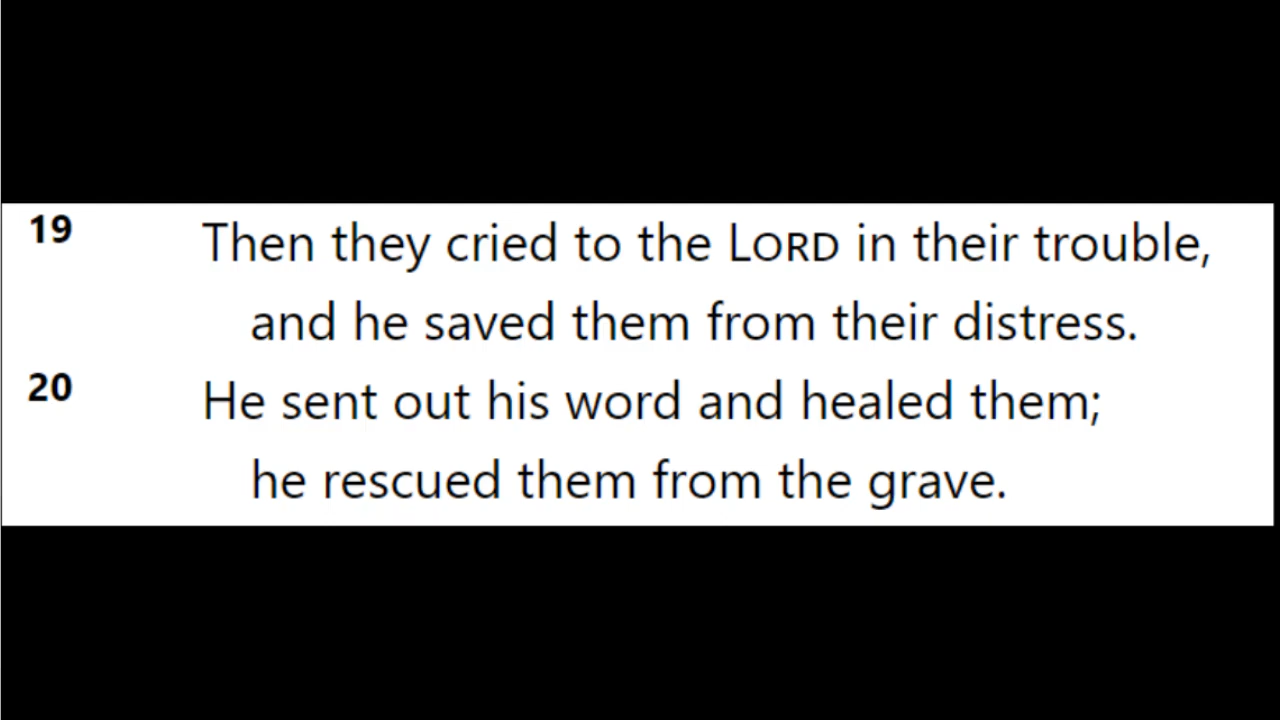 19 Then they cried to the LORD in their trouble,
and he saved them from their distress.
20 He sent out his word and healed them;
he rescued them from the grave.